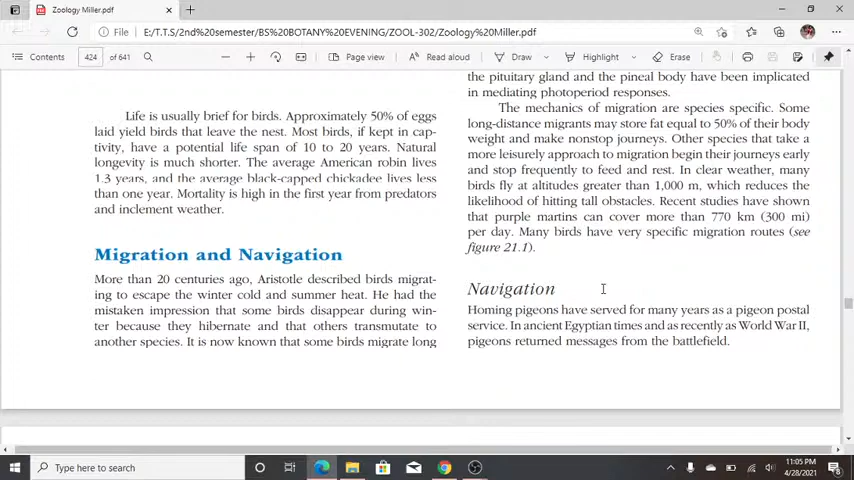 Zoology Miller.pdf
File
E:/T.T.S/2nd%20semester/BS%20BOTANY%20EVENING/ZOOL-302/Zoology%20Miller.pdf
Contents
424
of 641
Page view
Read aloud
Draw
Highlight
Erase
Life is usually brief for birds. Approximately 50% of eggs
laid yield birds that leave the nest. Most birds, if kept in cap-
tivity, have a potential life span of 10 to 20 years. Natural
longevity is much shorter. The average American robin lives
1.3 years, and the average black-capped chickadee lives less
than one year. Mortality is high in the first year from predators
and inclement weather.
Migration and Navigation
More than 20 centuries ago, Aristotle described birds migrat-
ing to escape the winter cold and summer heat. He had the
mistaken impression that some birds disappear during win-
ter because they hibernate and that others transmutate to
another species. It is now known that some birds migrate long
the pituitary gland and the pineal body have been implicated
in mediating photoperiod responses.
The mechanics of migration are species specific. Some
long-distance migrants may store fat equal to 50% of their body
weight and make nonstop journeys. Other species that take a
more leisurely approach to migration begin their journeys early
and stop frequently to feed and rest. In clear weather, many
birds fly at altitudes greater than 1,000 m, which reduces the
likelihood of hitting tall obstacles. Recent studies have shown
that purple martins can cover more than 770 km (300 mi)
per day. Many birds have very specific migration routes (see
figure 21.1).
Navigation
Homing pigeons have served for many years as a pigeon postal
service. In ancient Egyptian times and as recently as World War II,
pigeons returned messages from the battlefield.
Type here to search
11:05 PM
4/28/2021